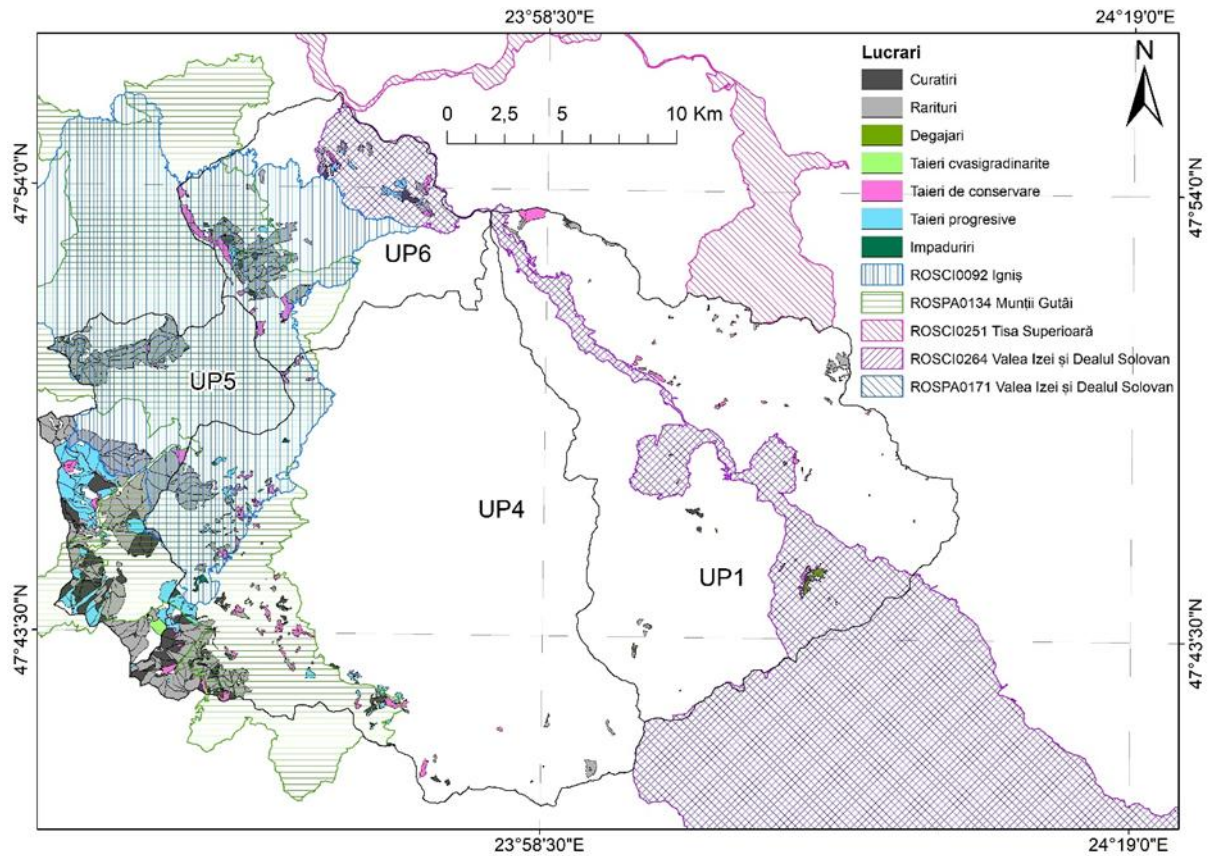 23°58'30"E
24°19'0"E
N
0 2,5 5 10 Km
47°54'0"N
47°54'0"N
Lucrari
Curatiri
Rarituri
Degajari
Taieri cvasigradinarite
Taieri de conservare
Taieri progresive
Impaduriri
ROSCI0092 Igniș
ROSPA0134 Munții Gutâi
ROSCI0251 Tisa Superioară
ROSCI0264 Valea Izei și Dealul Solovan
ROSPA0171 Valea Izei și Dealul Solovan
UP6
UP5
UP4
UP1
47°43'30"N
47°43'30"N
23°58'30"E
24°19'0"E